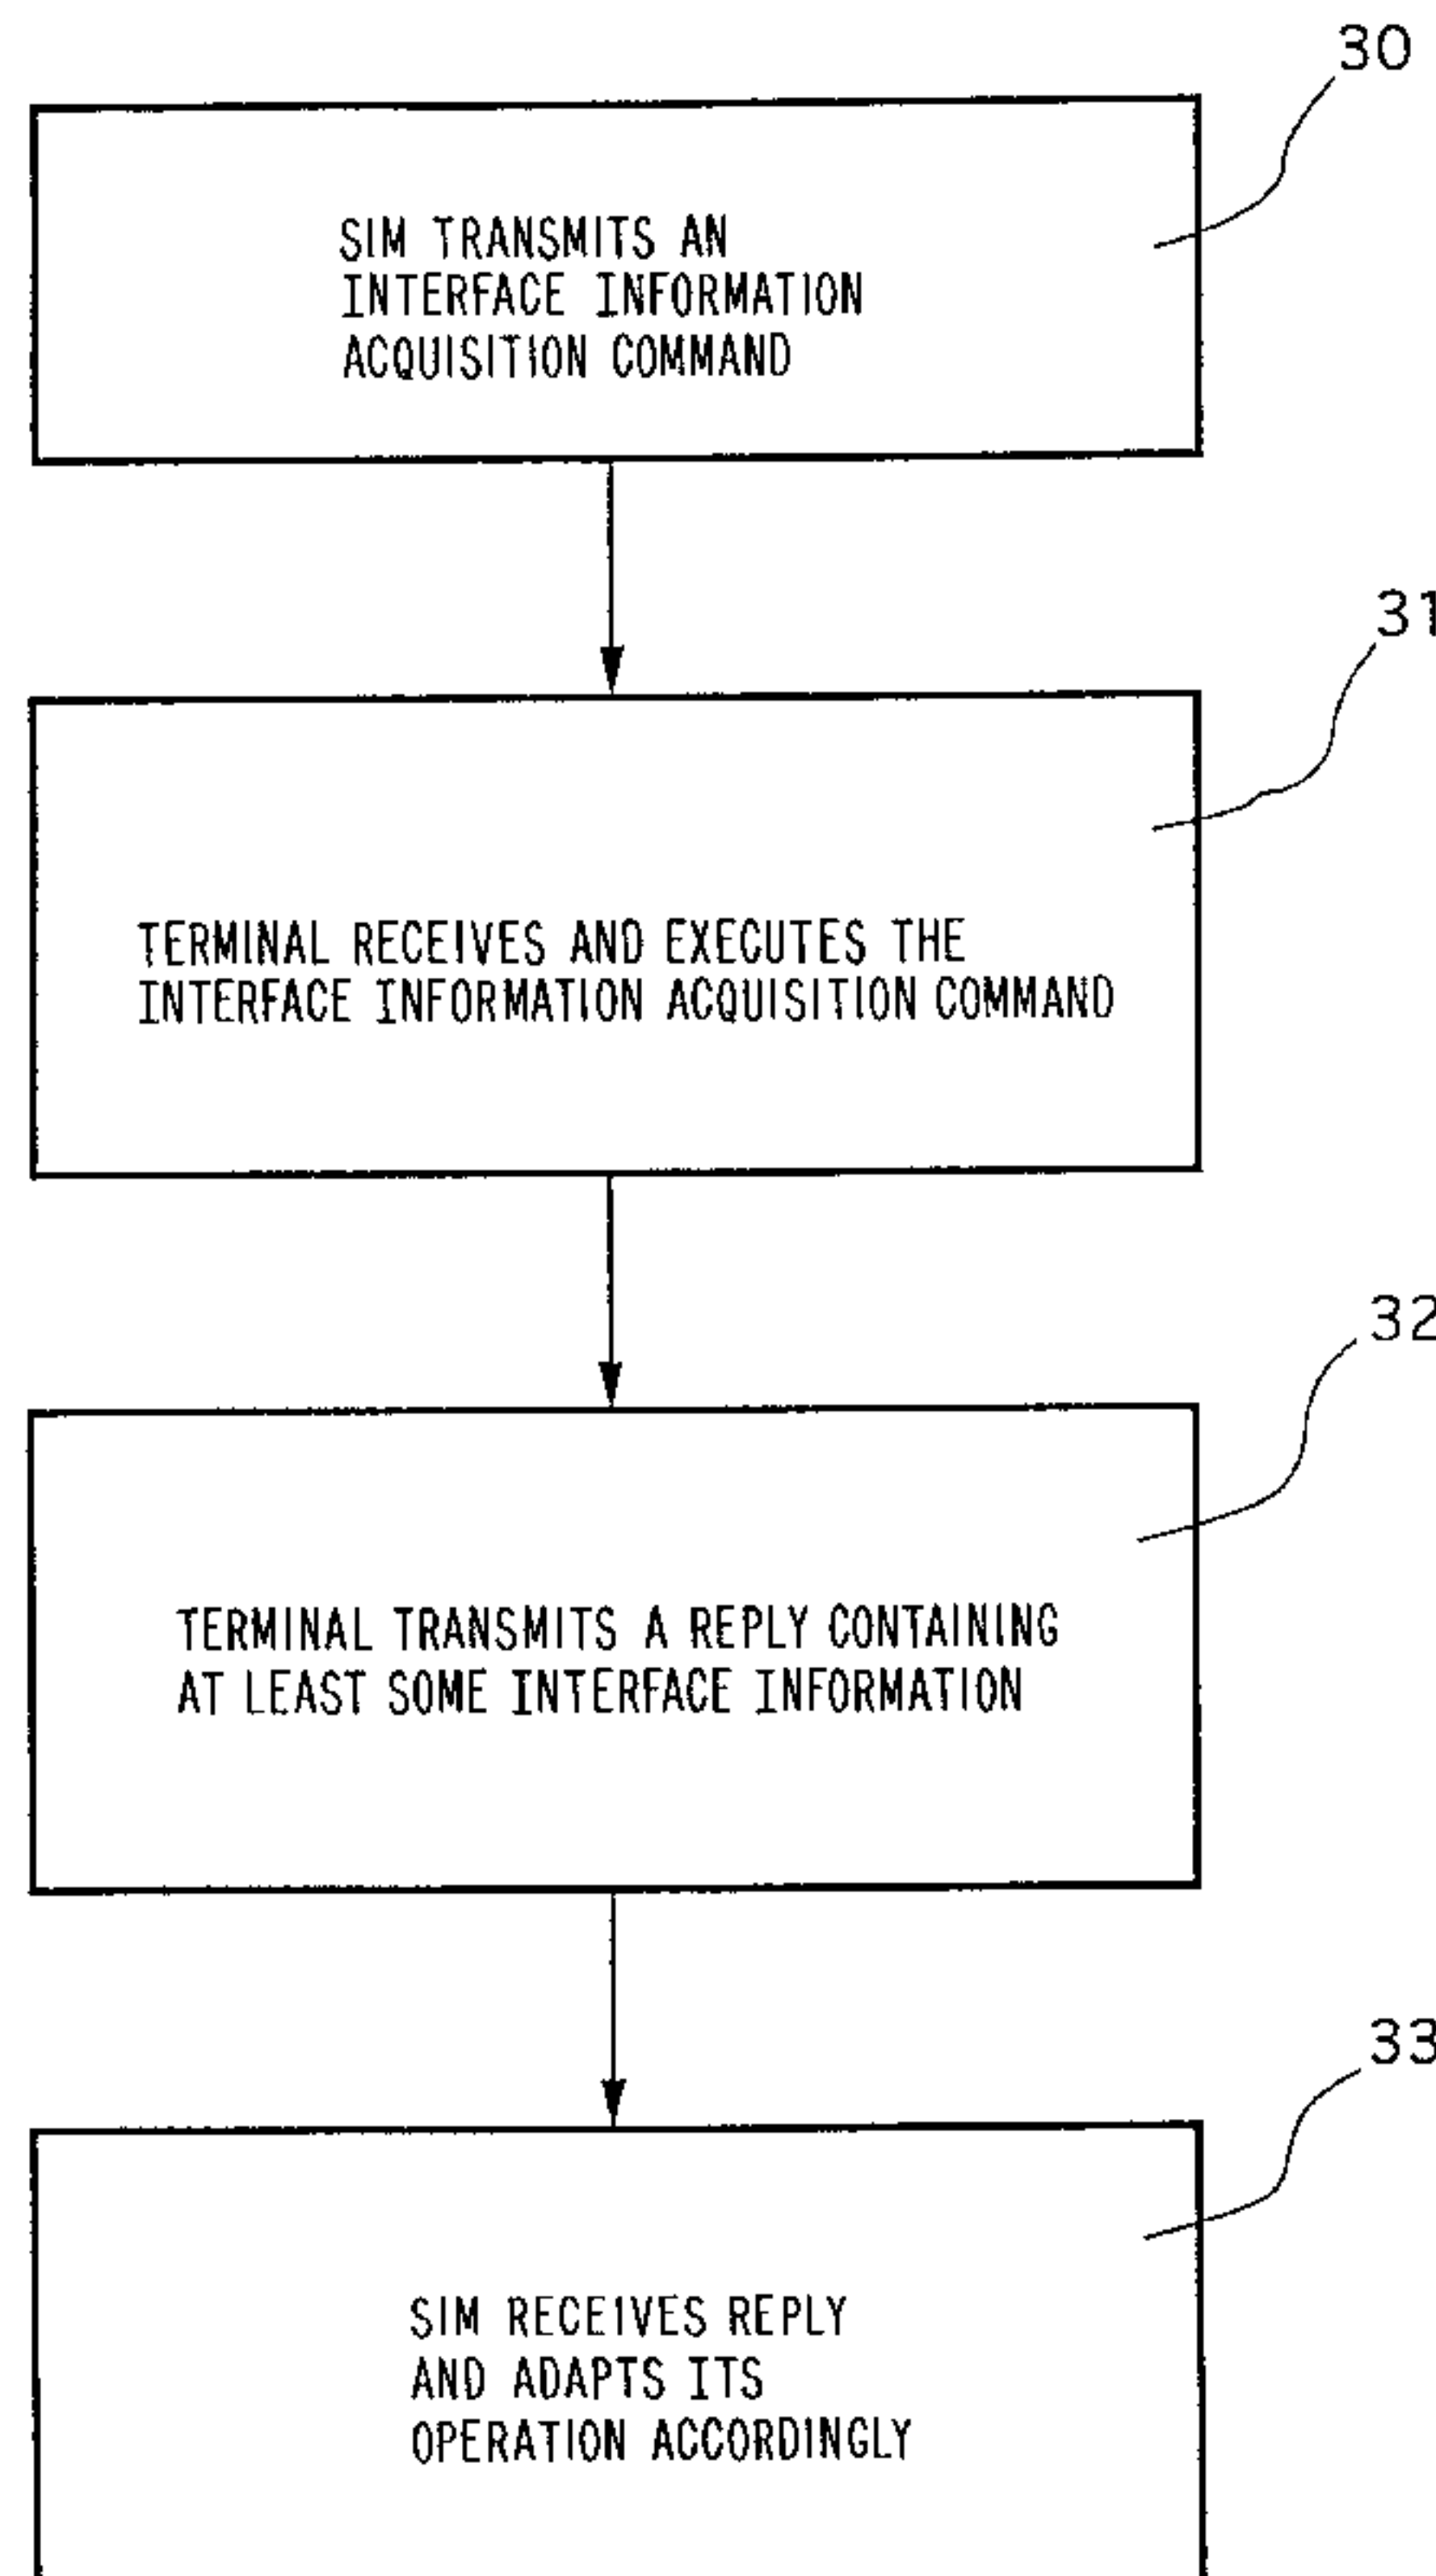 30
SIM TRANSMITS AN
INTERFACE INFORMATION
ACQUISITION COMMAND
31
TERMINAL RECEIVES AND EXECUTES THE
INTERFACE INFORMATION ACQUISITION COMMAND
32
TERMINAL TRANSMITS A REPLY CONTAINING
AT LEAST SOME INTERFACE INFORMATION
33
SIM RECEIVES REPLY
AND ADAPTS ITS
OPERATION ACCORDINGLY